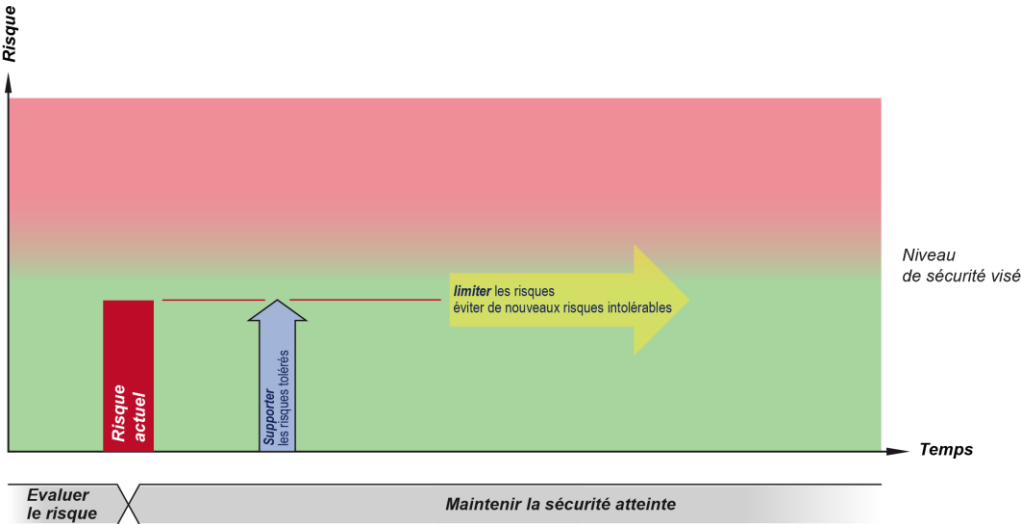 Risque
Niveau
de sécurité visé
limiter les risques
éviter de nouveaux risques intolérables
Risque
actuel
Supporter
les risques tolérés
Temps
Evaluer
le risque
Maintenir la sécurité atteinte